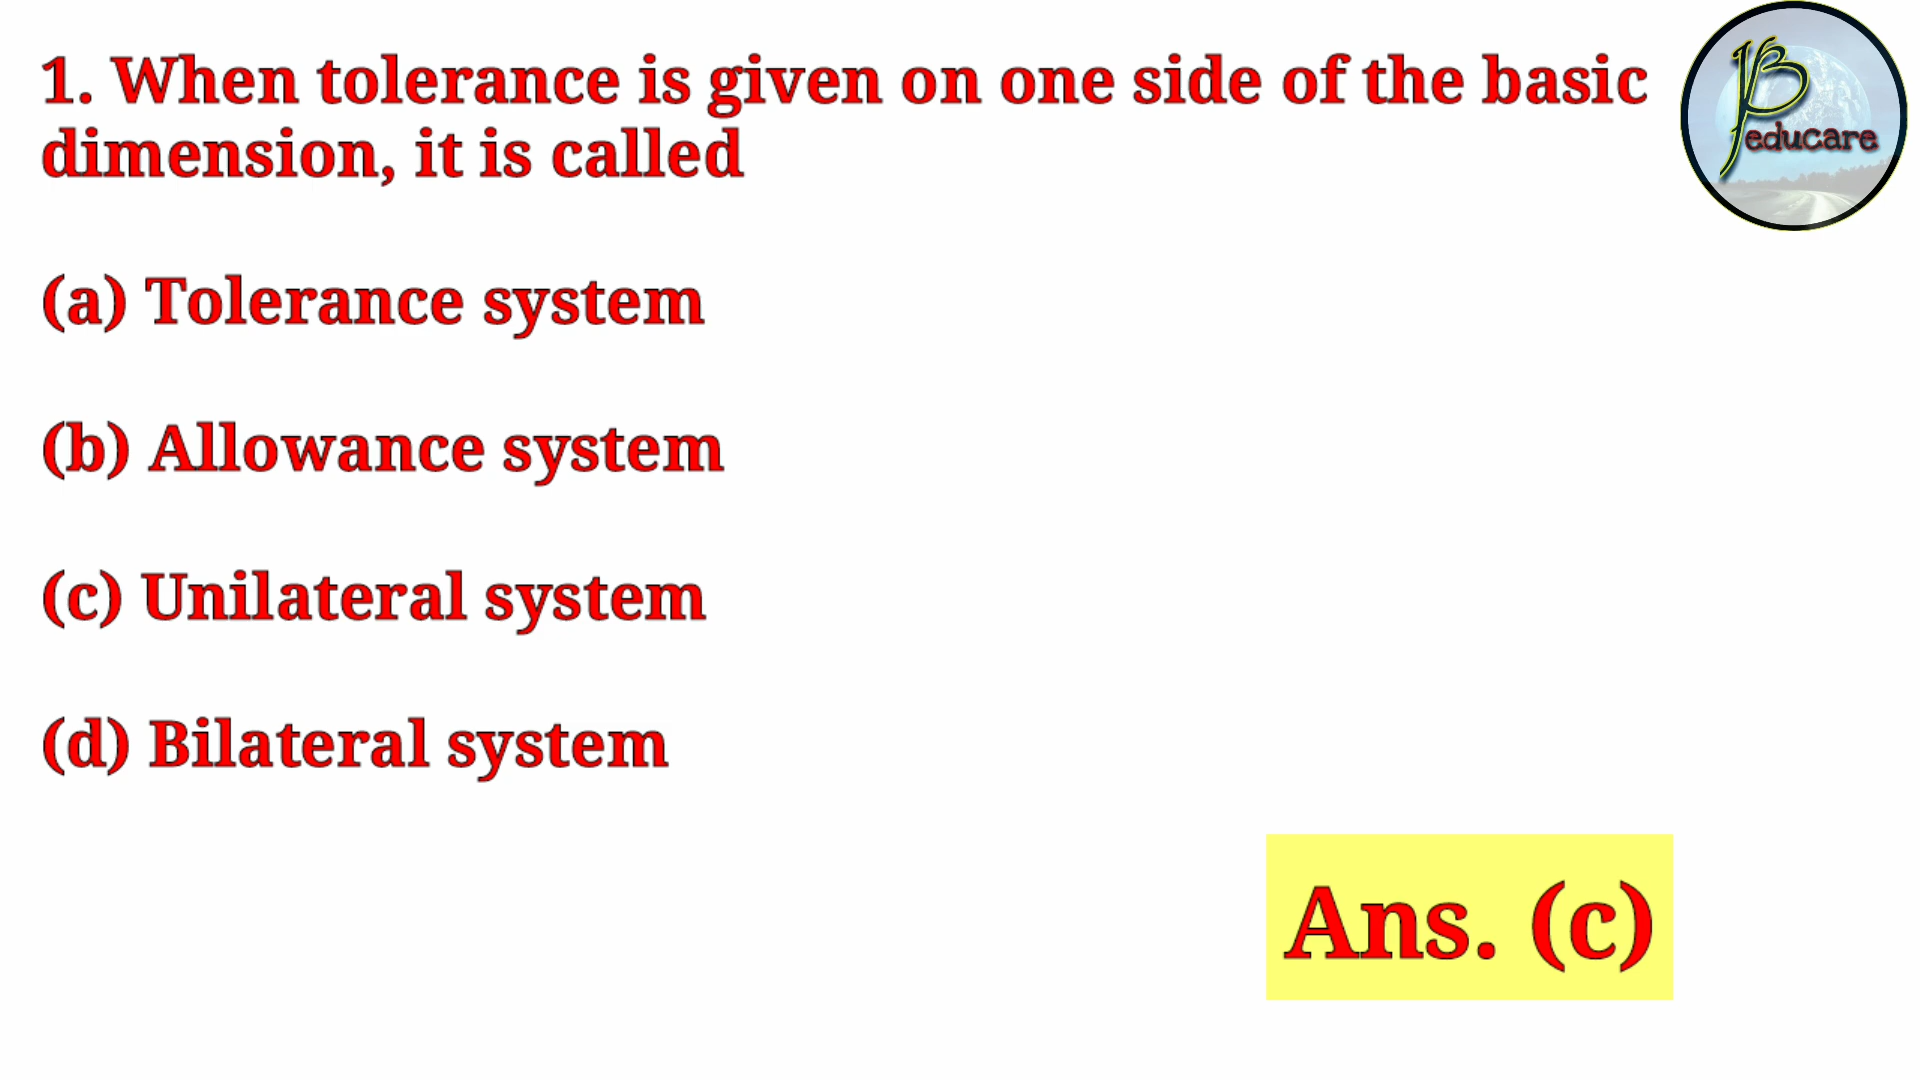 1. When tolerance is given on one side of the basic
dimension, it is called
(a) Tolerance system
(b) Allowance system
(c) Unilateral system
(d) Bilateral system
Ans. (c)
educare